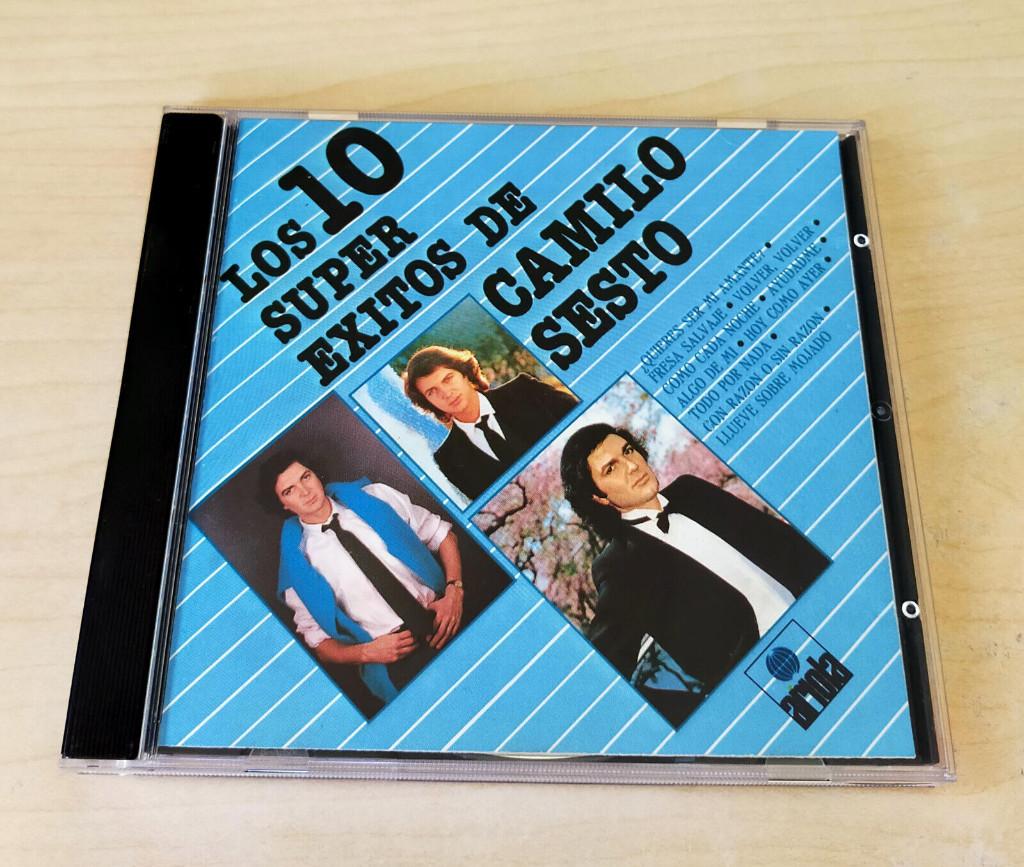 LOS 10
SUPER
EXITOS DE
CAMILO
SESTO
¿QUIERES SER MI AMANTE? •
FRESA SALVAJE • VOLVER, VOLVER •
COMO CADA NOCHE • AYUDADME •
ALGO DE MI • HOY COMO AYER •
TODO POR NADA •
CON RAZON O SIN RAZON •
LLUEVE SOBRE MOJADO
ariola